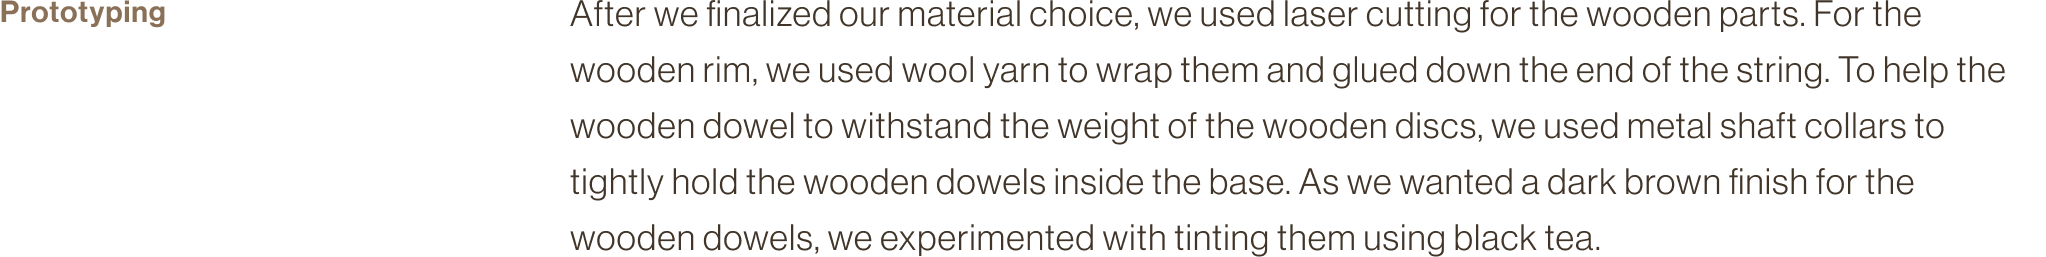 Prototyping
After we finalized our material choice, we used laser cutting for the wooden parts. For the
wooden rim, we used wool yarn to wrap them and glued down the end of the string. To help the
wooden dowel to withstand the weight of the wooden discs, we used metal shaft collars to
tightly hold the wooden dowels inside the base. As we wanted a dark brown finish for the
wooden dowels, we experimented with tinting them using black tea.